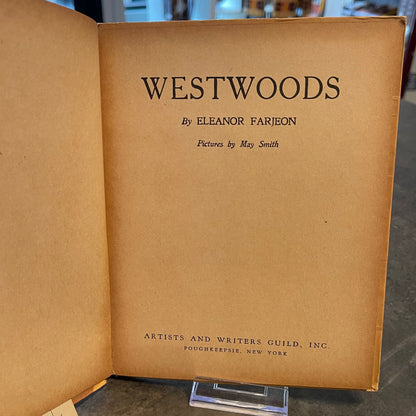 WESTWOODS
By ELEANOR FARJEON
Pictures by May Smith
ARTISTS AND WRITERS GUILD, INC.
POUGHKEEPSIE, NEW YORK